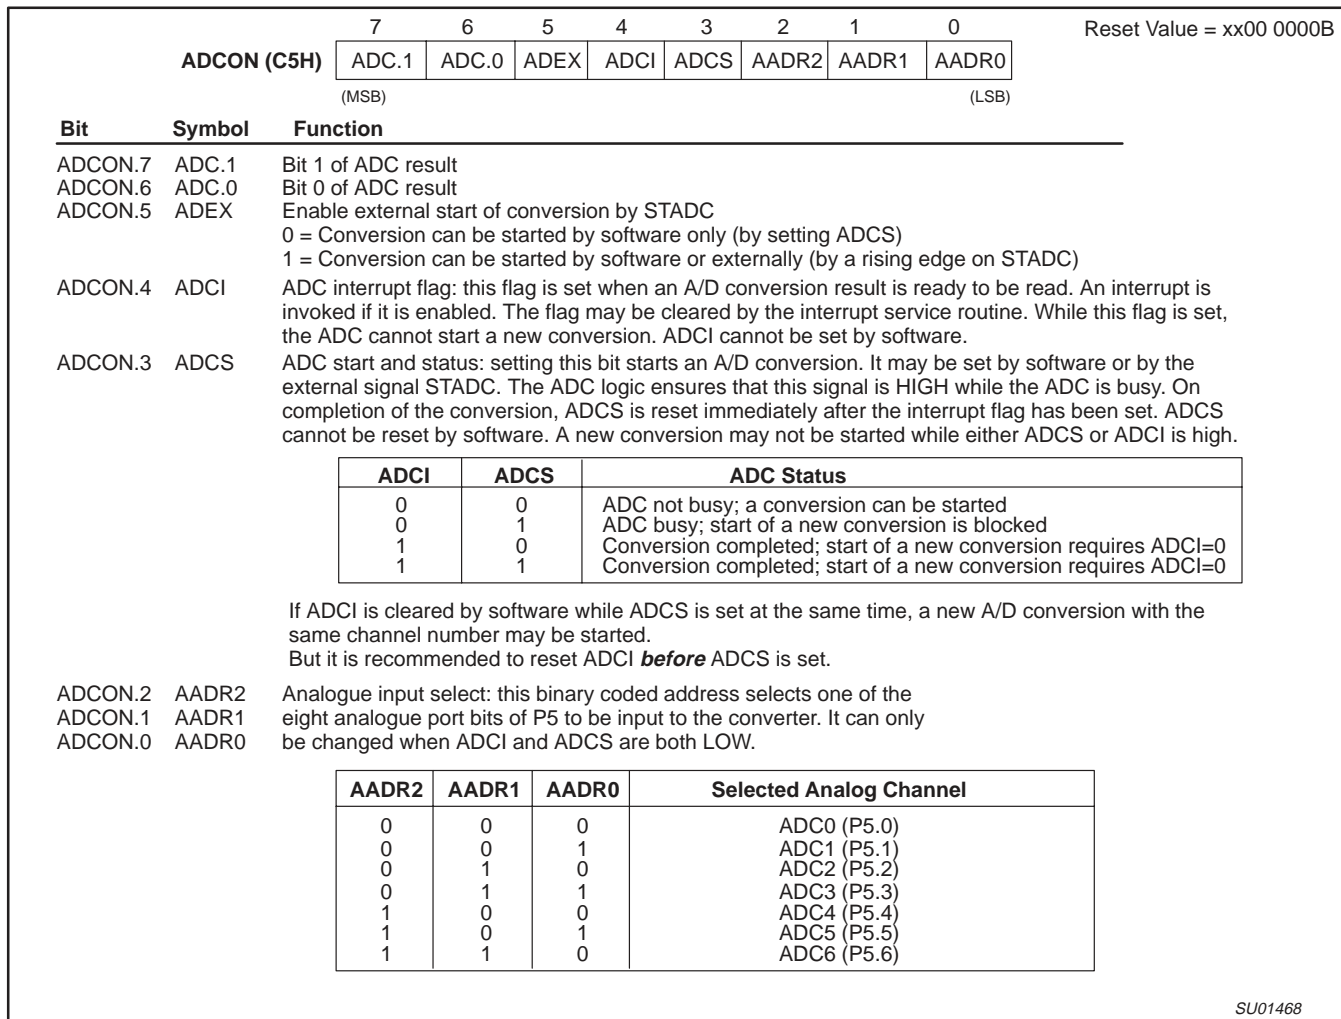 7 6 5 4 3 2 1 0 Reset Value = xx00 0000B
ADCON (C5H) ADC.1 ADC.0 ADEX ADCI ADCS AADR2 AADR1 AADR0
(MSB) (LSB)
Bit Symbol Function
ADCON.7 ADC.1 Bit 1 of ADC result
ADCON.6 ADC.0 Bit 0 of ADC result
ADCON.5 ADEX Enable external start of conversion by STADC
0 = Conversion can be started by software only (by setting ADCS)
1 = Conversion can be started by software or externally (by a rising edge on STADC)
ADCON.4 ADCI ADC interrupt flag: this flag is set when an A/D conversion result is ready to be read. An interrupt is
invoked if it is enabled. The flag may be cleared by the interrupt service routine. While this flag is set,
the ADC cannot start a new conversion. ADCI cannot be set by software.
ADCON.3 ADCS ADC start and status: setting this bit starts an A/D conversion. It may be set by software or by the
external signal STADC. The ADC logic ensures that this signal is HIGH while the ADC is busy. On
completion of the conversion, ADCS is reset immediately after the interrupt flag has been set. ADCS
cannot be reset by software. A new conversion may not be started while either ADCS or ADCI is high.
ADCI ADCS ADC Status
0 0 ADC not busy; a conversion can be started
0 1 ADC busy; start of a new conversion is blocked
1 0 Conversion completed; start of a new conversion requires ADCI=0
1 1 Conversion completed; start of a new conversion requires ADCI=0
If ADCI is cleared by software while ADCS is set at the same time, a new A/D conversion with the
same channel number may be started.
But it is recommended to reset ADCI before ADCS is set.
ADCON.2 AADR2 Analogue input select: this binary coded address selects one of the
ADCON.1 AADR1 eight analogue port bits of P5 to be input to the converter. It can only
ADCON.0 AADR0 be changed when ADCI and ADCS are both LOW.
AADR2 AADR1 AADR0 Selected Analog Channel
0 0 0 ADC0 (P5.0)
0 0 1 ADC1 (P5.1)
0 1 0 ADC2 (P5.2)
0 1 1 ADC3 (P5.3)
1 0 0 ADC4 (P5.4)
1 0 1 ADC5 (P5.5)
1 1 0 ADC6 (P5.6)
SU01468